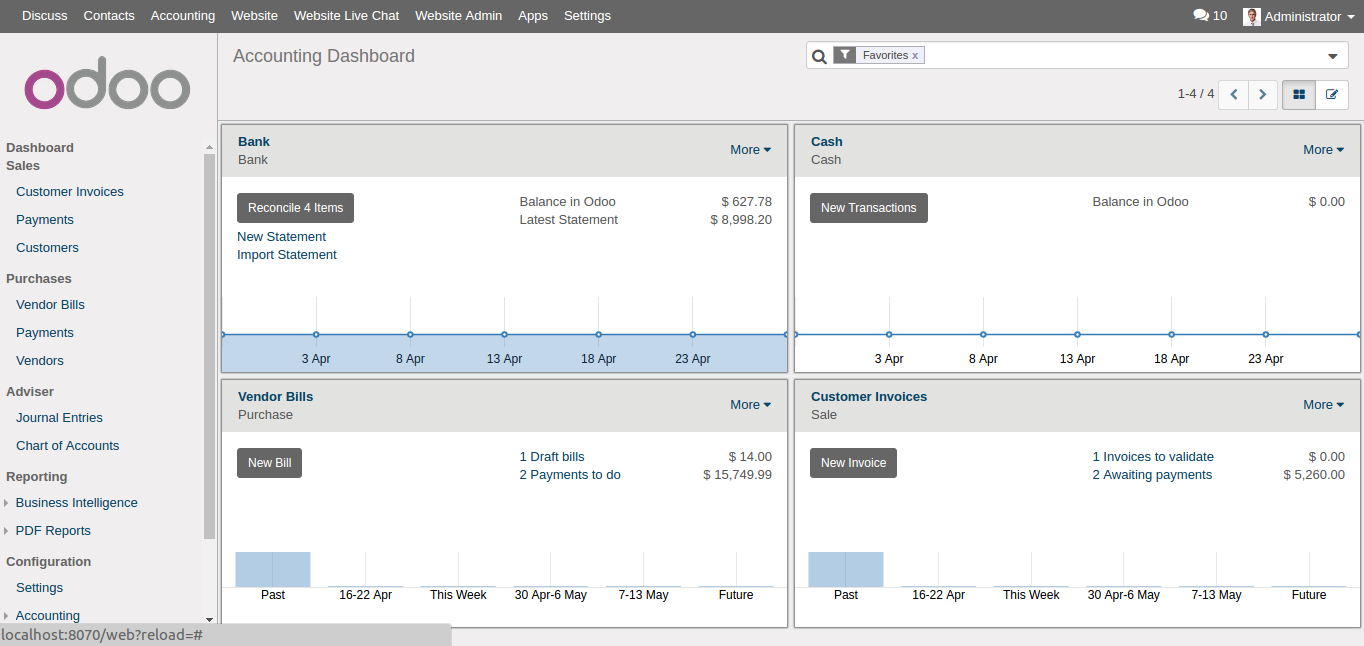 Discuss Contacts Accounting Website Website Live Chat Website Admin Apps Settings 10 Administrator
odoo
Accounting Dashboard
Favorites x
1-4 / 4
Dashboard
Sales
Customer Invoices
Payments
Customers
Purchases
Vendor Bills
Payments
Vendors
Adviser
Journal Entries
Chart of Accounts
Reporting
Business Intelligence
PDF Reports
Configuration
Settings
Accounting
Bank
Bank
More
Reconcile 4 Items
New Statement
Import Statement
Balance in Odoo $ 627.78
Latest Statement $ 8,998.20
3 Apr 8 Apr 13 Apr 18 Apr 23 Apr
Cash
Cash
More
New Transactions
Balance in Odoo $ 0.00
3 Apr 8 Apr 13 Apr 18 Apr 23 Apr
Vendor Bills
Purchase
More
New Bill
1 Draft bills $ 14.00
2 Payments to do $ 15,749.99
Past 16-22 Apr This Week 30 Apr-6 May 7-13 May Future
Customer Invoices
Sale
More
New Invoice
1 Invoices to validate $ 0.00
2 Awaiting payments $ 5,260.00
Past 16-22 Apr This Week 30 Apr-6 May 7-13 May Future
localhost:8070/web?reload=#